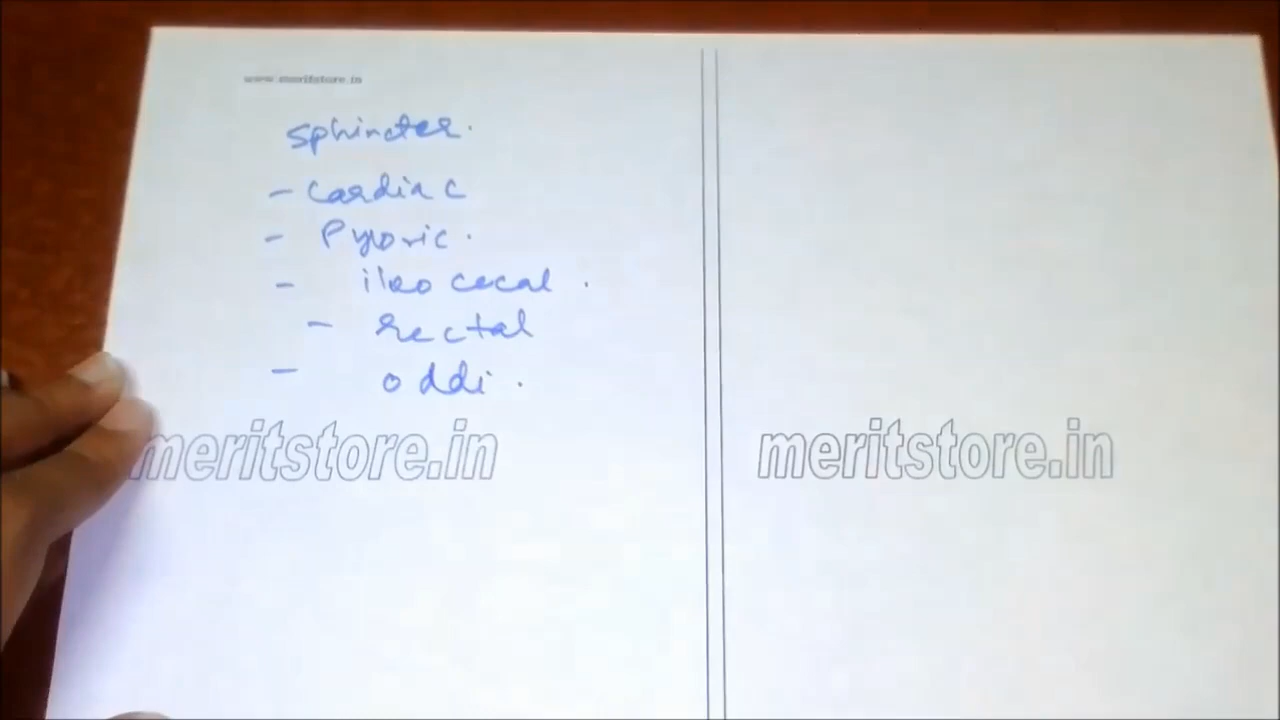 www.meritstore.in
sphincter.
- cardiac
- Pyloric.
- ileo cecal.
- rectal
- oddi.
meritstore.in
meritstore.in